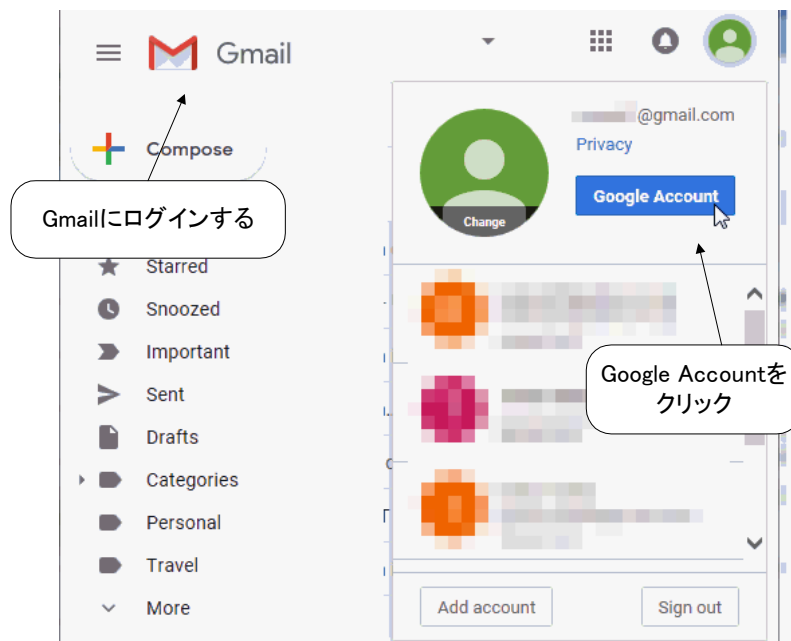 Gmail
@gmail.com
Privacy
Google Account
Change
Compose
Gmailにログインする
Starred
Snoozed
Important
Sent
Drafts
Categories
Personal
Travel
More
Google Accountを
クリック
Add account
Sign out